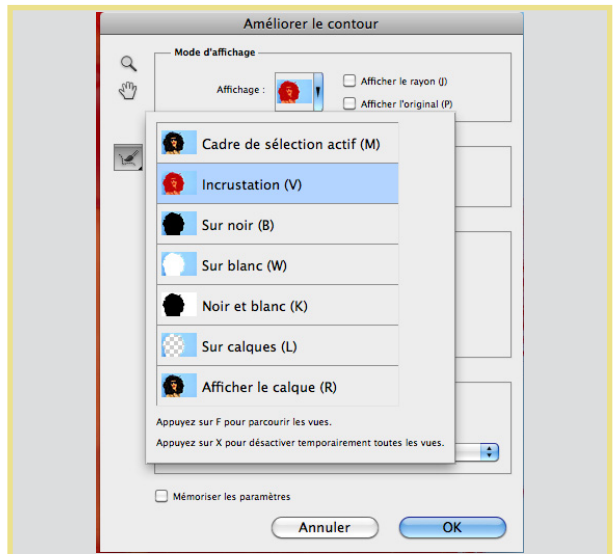 Améliorer le contour
Mode d'affichage
Affichage :
Afficher le rayon (J)
Afficher l'original (P)
Cadre de sélection actif (M)
Incrustation (V)
Sur noir (B)
Sur blanc (W)
Noir et blanc (K)
Sur calques (L)
Afficher le calque (R)
Appuyez sur F pour parcourir les vues.
Appuyez sur X pour désactiver temporairement toutes les vues.
Mémoriser les paramètres
Annuler OK